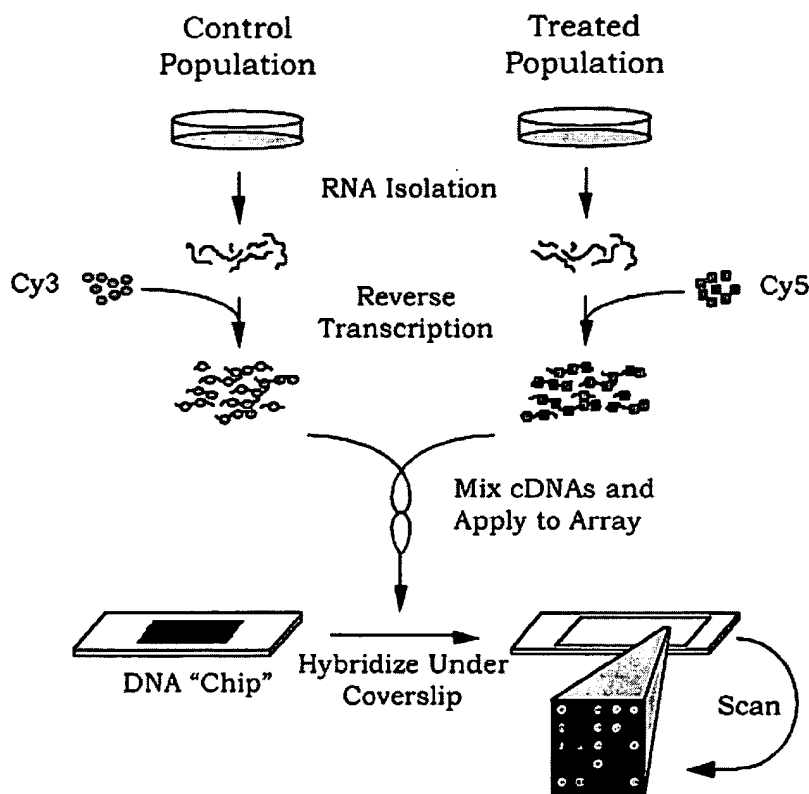 Control
Population
Treated
Population
RNA Isolation
Cy3
Reverse
Transcription
Cy5
Mix cDNAs and
Apply to Array
DNA “Chip”
Hybridize Under
Coverslip
Scan